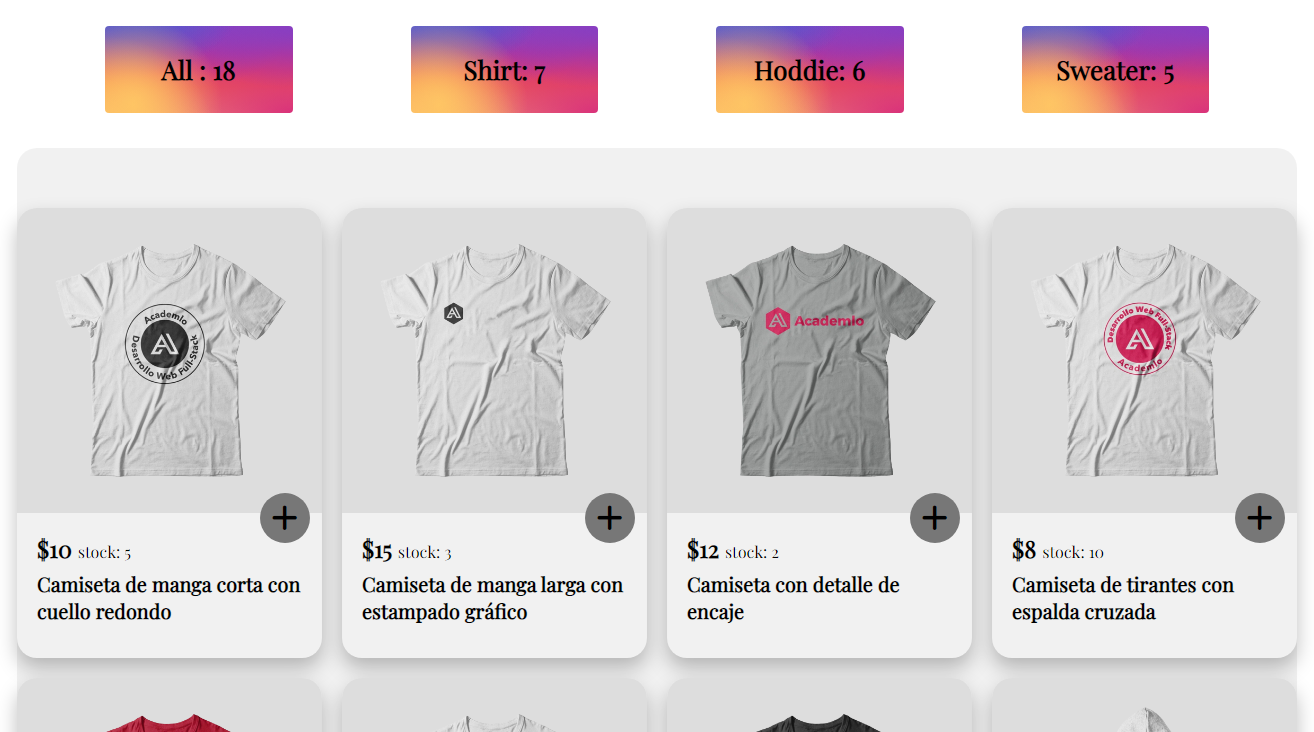 All : 18
Shirt: 7
Hoddie: 6
Sweater: 5
Academlo
Desarrollo Web Full-Stack
Academlo
Desarrollo Web Full-Stack
Academlo
$10 stock: 5
Camiseta de manga corta con
cuello redondo
$15 stock: 3
Camiseta de manga larga con
estampado gráfico
$12 stock: 2
Camiseta con detalle de
encaje
$8 stock: 10
Camiseta de tirantes con
espalda cruzada